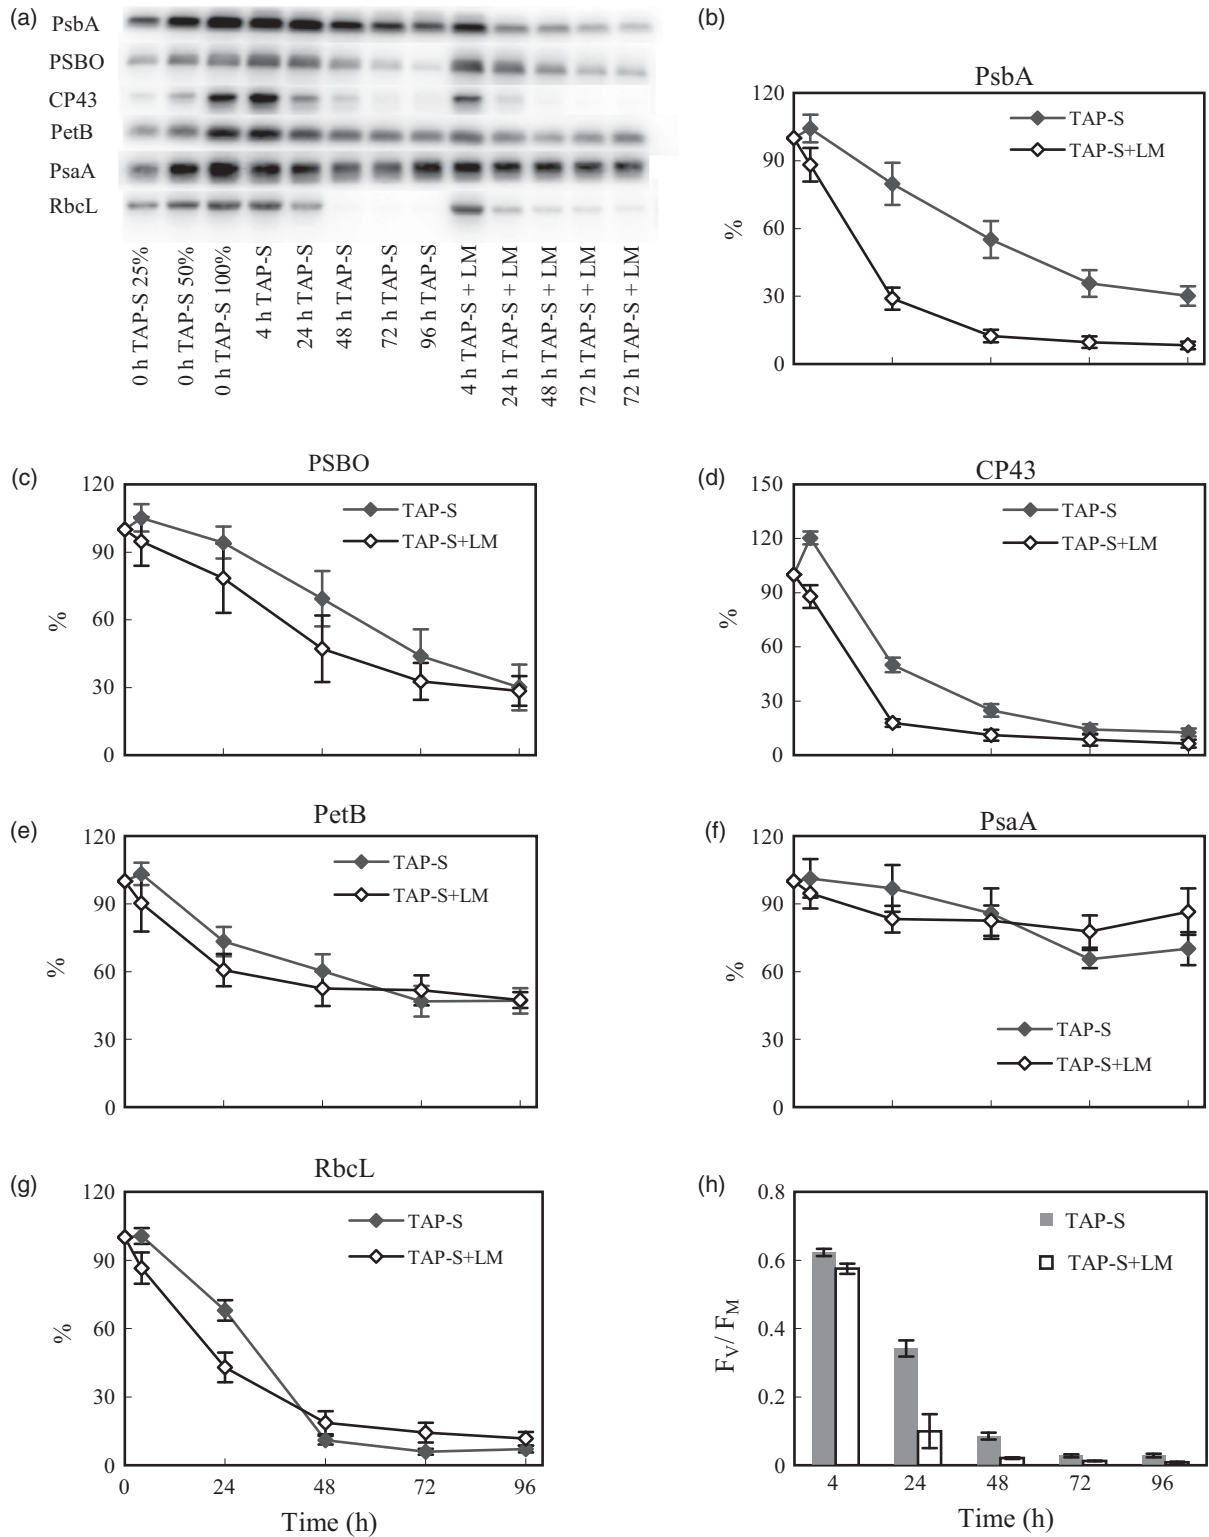 (a)
PsbA
PSBO
CP43
PetB
PsaA
RbcL
0 h TAP-S 25%
0 h TAP-S 50%
0 h TAP-S 100%
4 h TAP-S
24 h TAP-S
48 h TAP-S
72 h TAP-S
96 h TAP-S
4 h TAP-S + LM
24 h TAP-S + LM
48 h TAP-S + LM
72 h TAP-S + LM
72 h TAP-S + LM
(b)
PsbA
120
90
60
30
0
%
TAP-S
TAP-S+LM
(c)
PSBO
120
90
60
30
0
%
TAP-S
TAP-S+LM
(d)
CP43
150
120
90
60
30
0
%
TAP-S
TAP-S+LM
(e)
PetB
120
90
60
30
0
%
TAP-S
TAP-S+LM
(f)
PsaA
120
90
60
30
0
%
TAP-S
TAP-S+LM
(g)
RbcL
120
90
60
30
0
%
TAP-S
TAP-S+LM
0 24 48 72 96
Time (h)
(h)
0.8
0.6
0.4
0.2
0
FV/ FM
TAP-S
TAP-S+LM
4 24 48 72 96
Time (h)